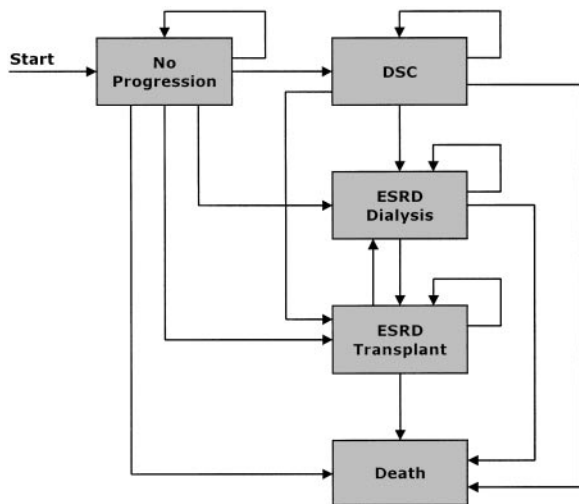 Start
No
Progression
DSC
ESRD
Dialysis
ESRD
Transplant
Death